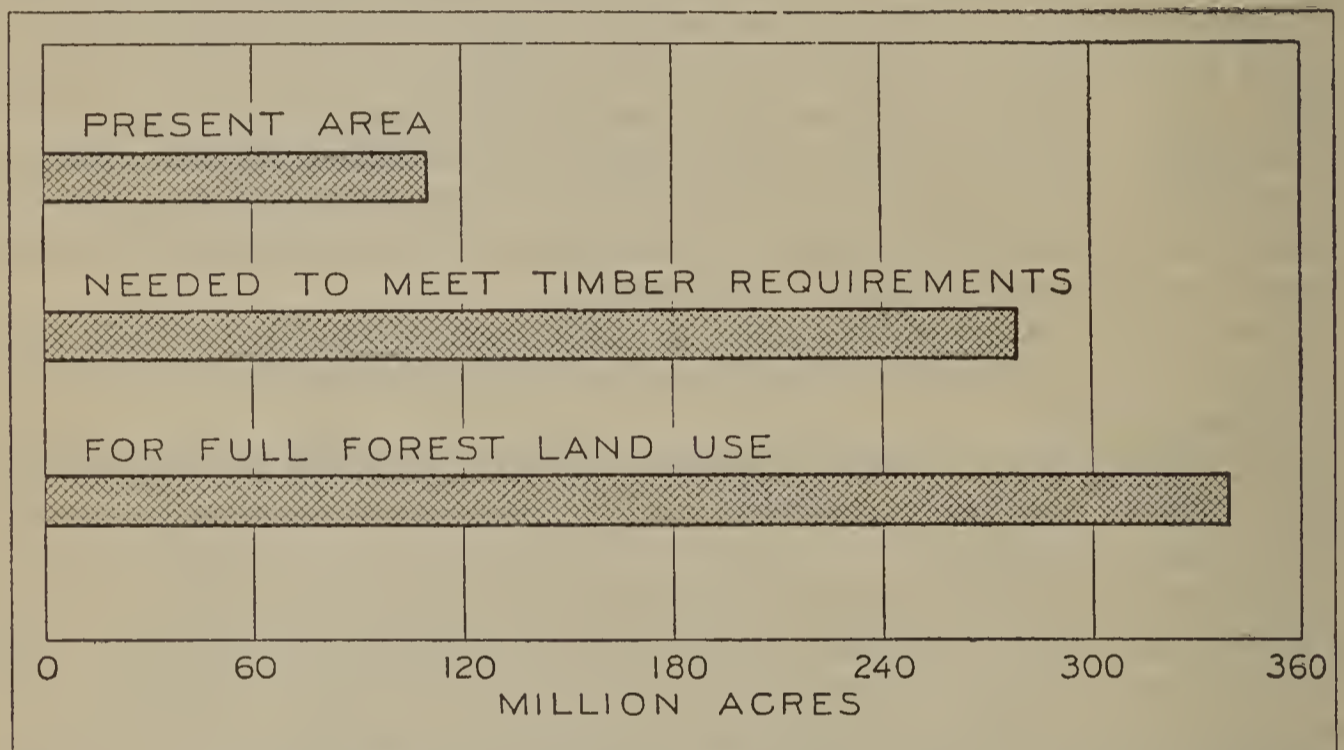 PRESENT AREA
NEEDED TO MEET TIMBER REQUIREMENTS
FOR FULL FOREST LAND USE
0 60 120 180 240 300 360
MILLION ACRES